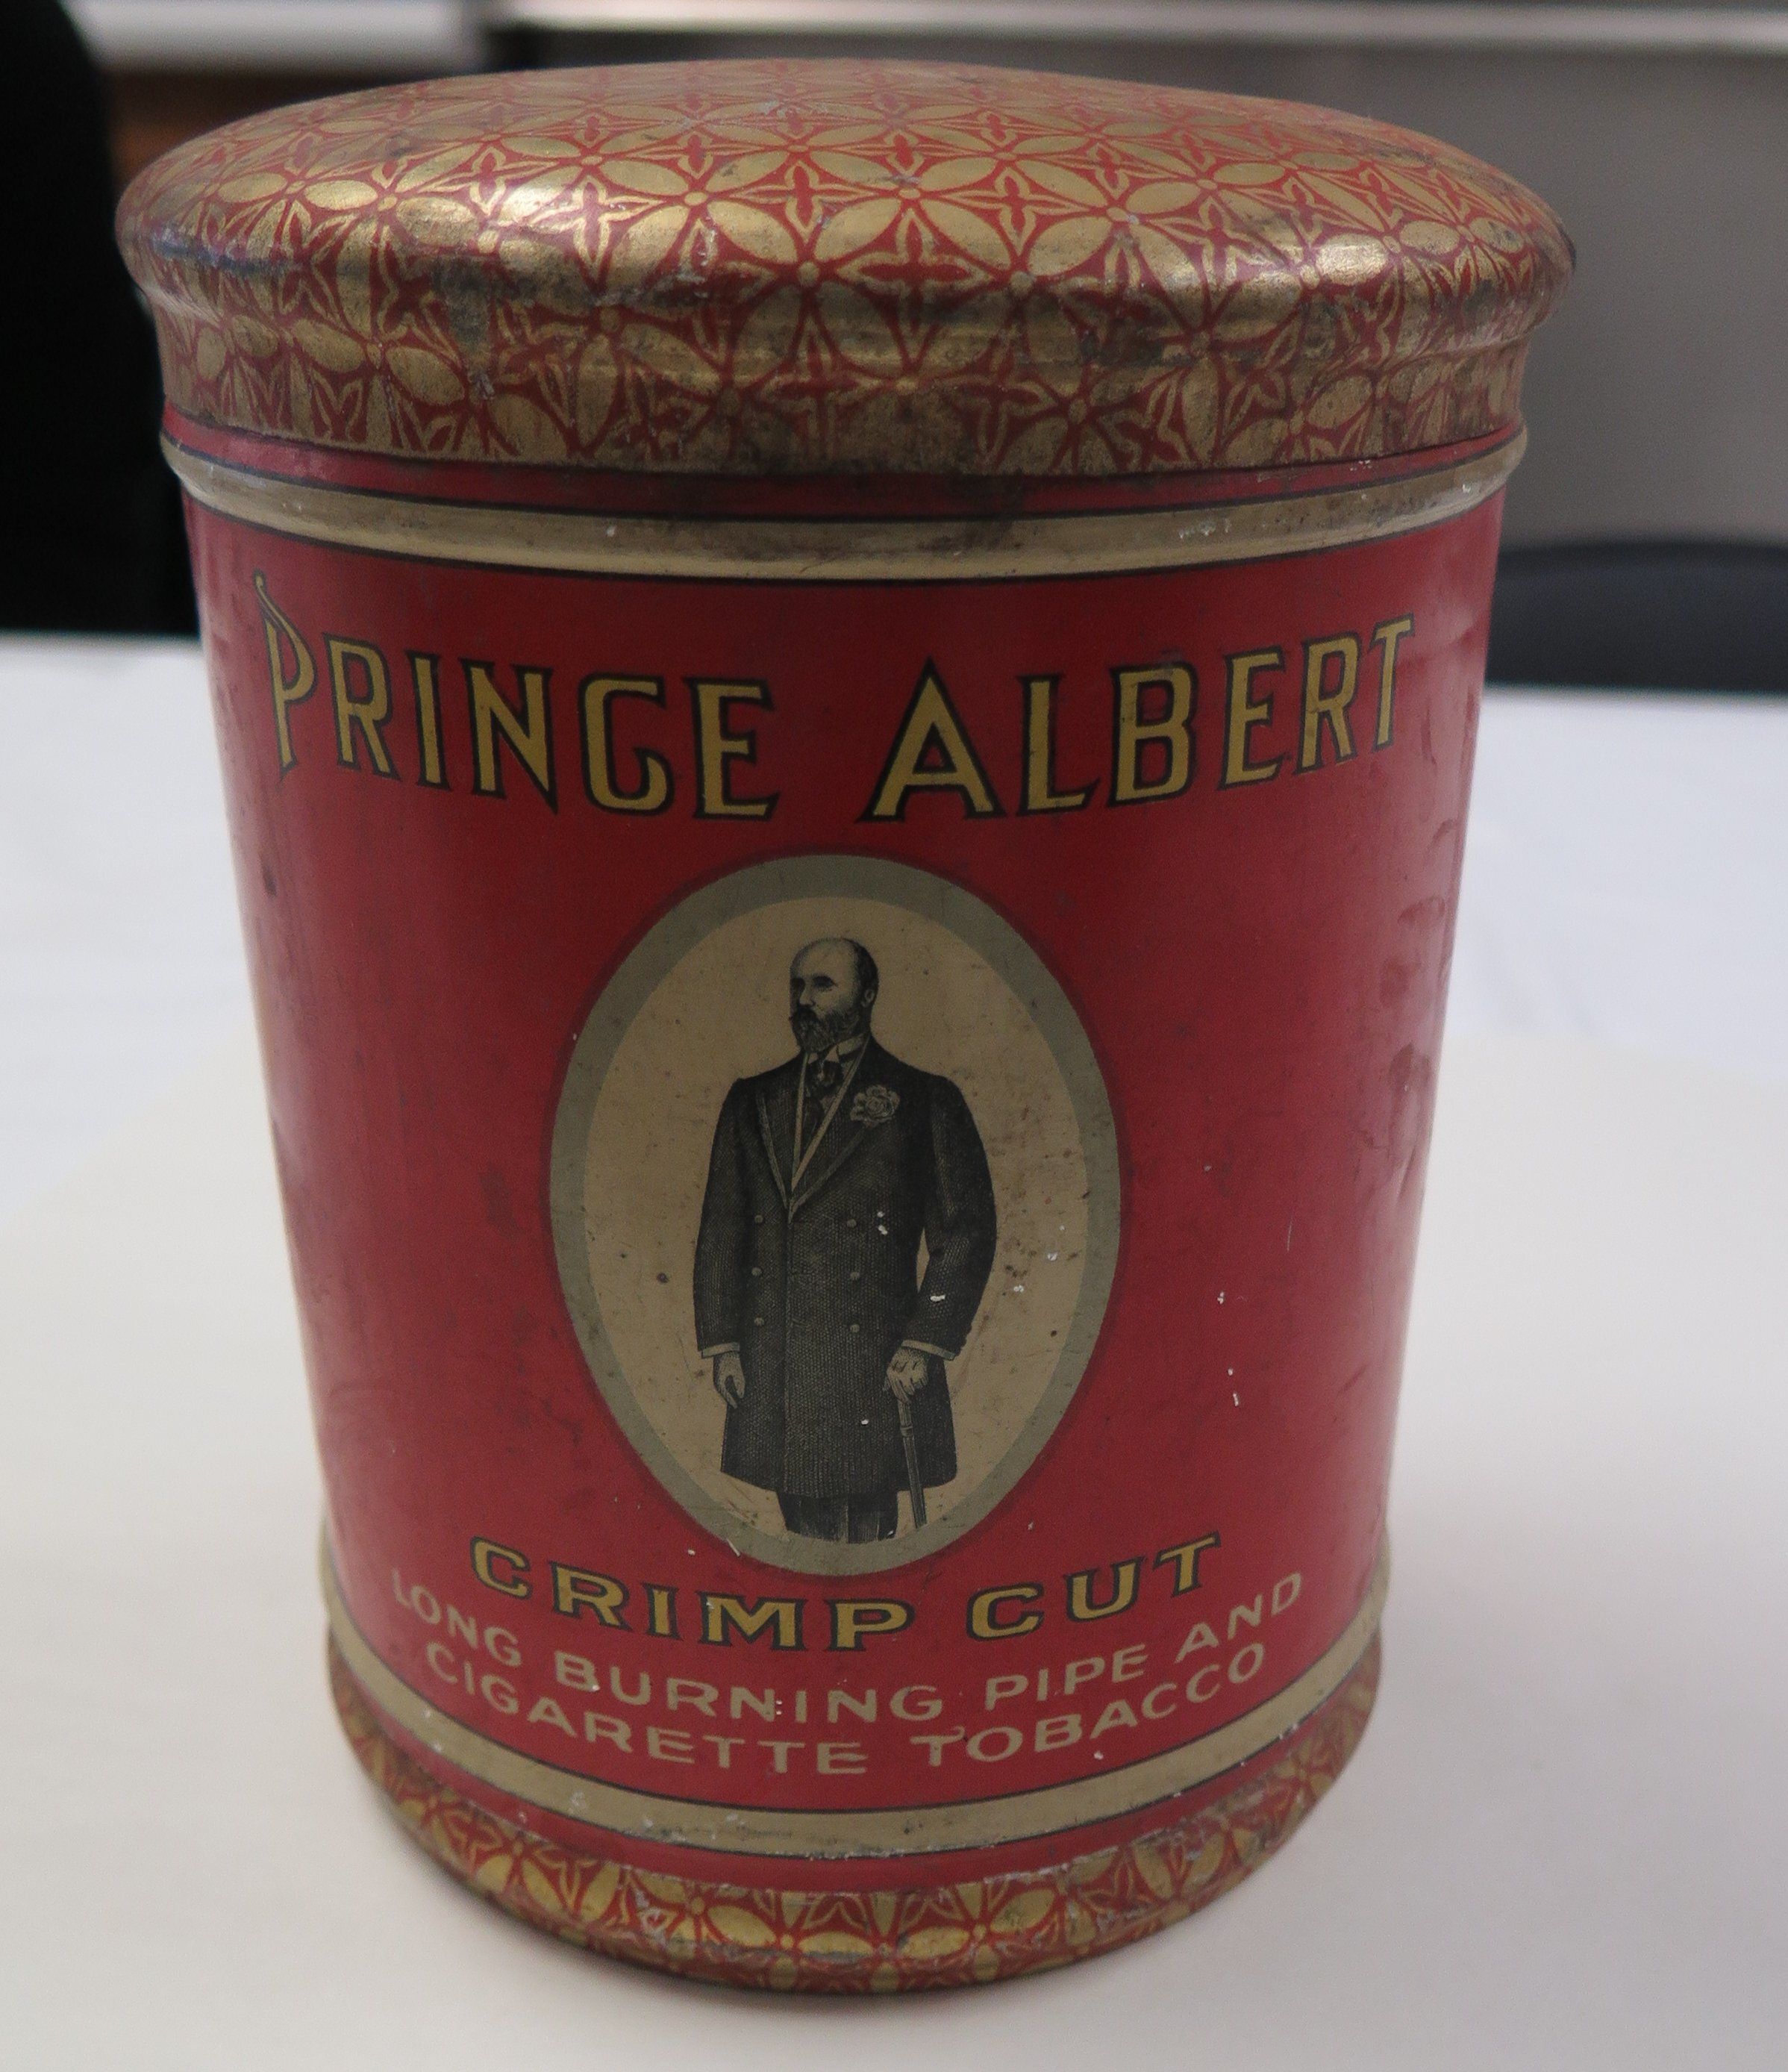 PRINCE ALBERT
CRIMP CUT
LONG BURNING PIPE AND
CIGARETTE TOBACCO